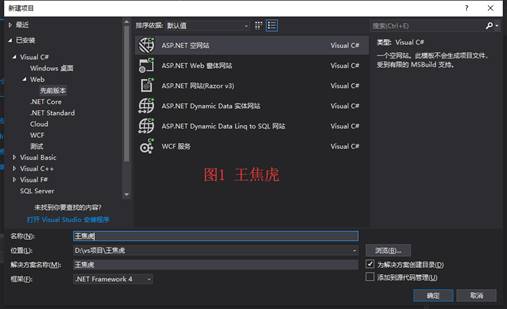 新建项目
最近
已安装
Visual C#
Windows 桌面
Web
先前版本
.NET Core
.NET Standard
Cloud
WCF
测试
Visual Basic
Visual C++
Visual F#
SQL Server
未找到你要查找的内容?
打开 Visual Studio 安装程序
排序依据: 默认值
ASP.NET 空网站 Visual C#
ASP.NET Web 窗体网站 Visual C#
ASP.NET 网站(Razor v3) Visual C#
ASP.NET Dynamic Data 实体网站 Visual C#
ASP.NET Dynamic Data Linq to SQL 网站 Visual C#
WCF 服务 Visual C#
图1 王焦虎
搜索(Ctrl+E)
类型: Visual C#
一个空网站。此模板不会生成项目文件，
受到有限的 MSBuild 支持。
名称(N): 王焦虎
位置(L): D:\vs项目\王焦虎
浏览(B)...
解决方案名称(M): 王焦虎
为解决方案创建目录(D)
框架(F): .NET Framework 4
添加到源代码管理(U)
确定 取消